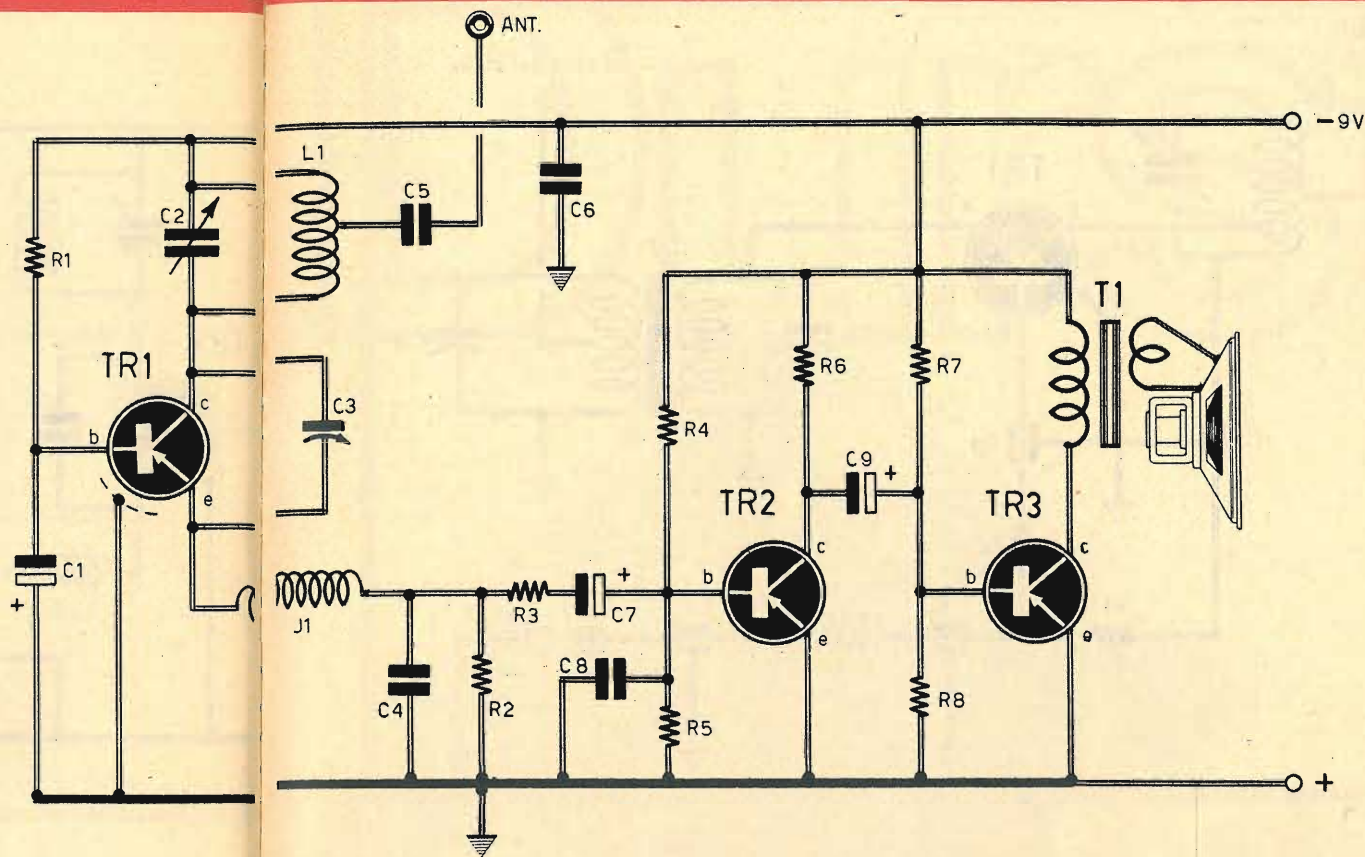 ANT.
-9V
L1
C5
C6
C2
R1
T1
TR1
c
C3
R6
R7
b
R4
e
C9
+
TR2
TR3
C1
+
c
c
b
b
J1
R3
+
C7
e
e
C8
C4
R2
R5
R8
+